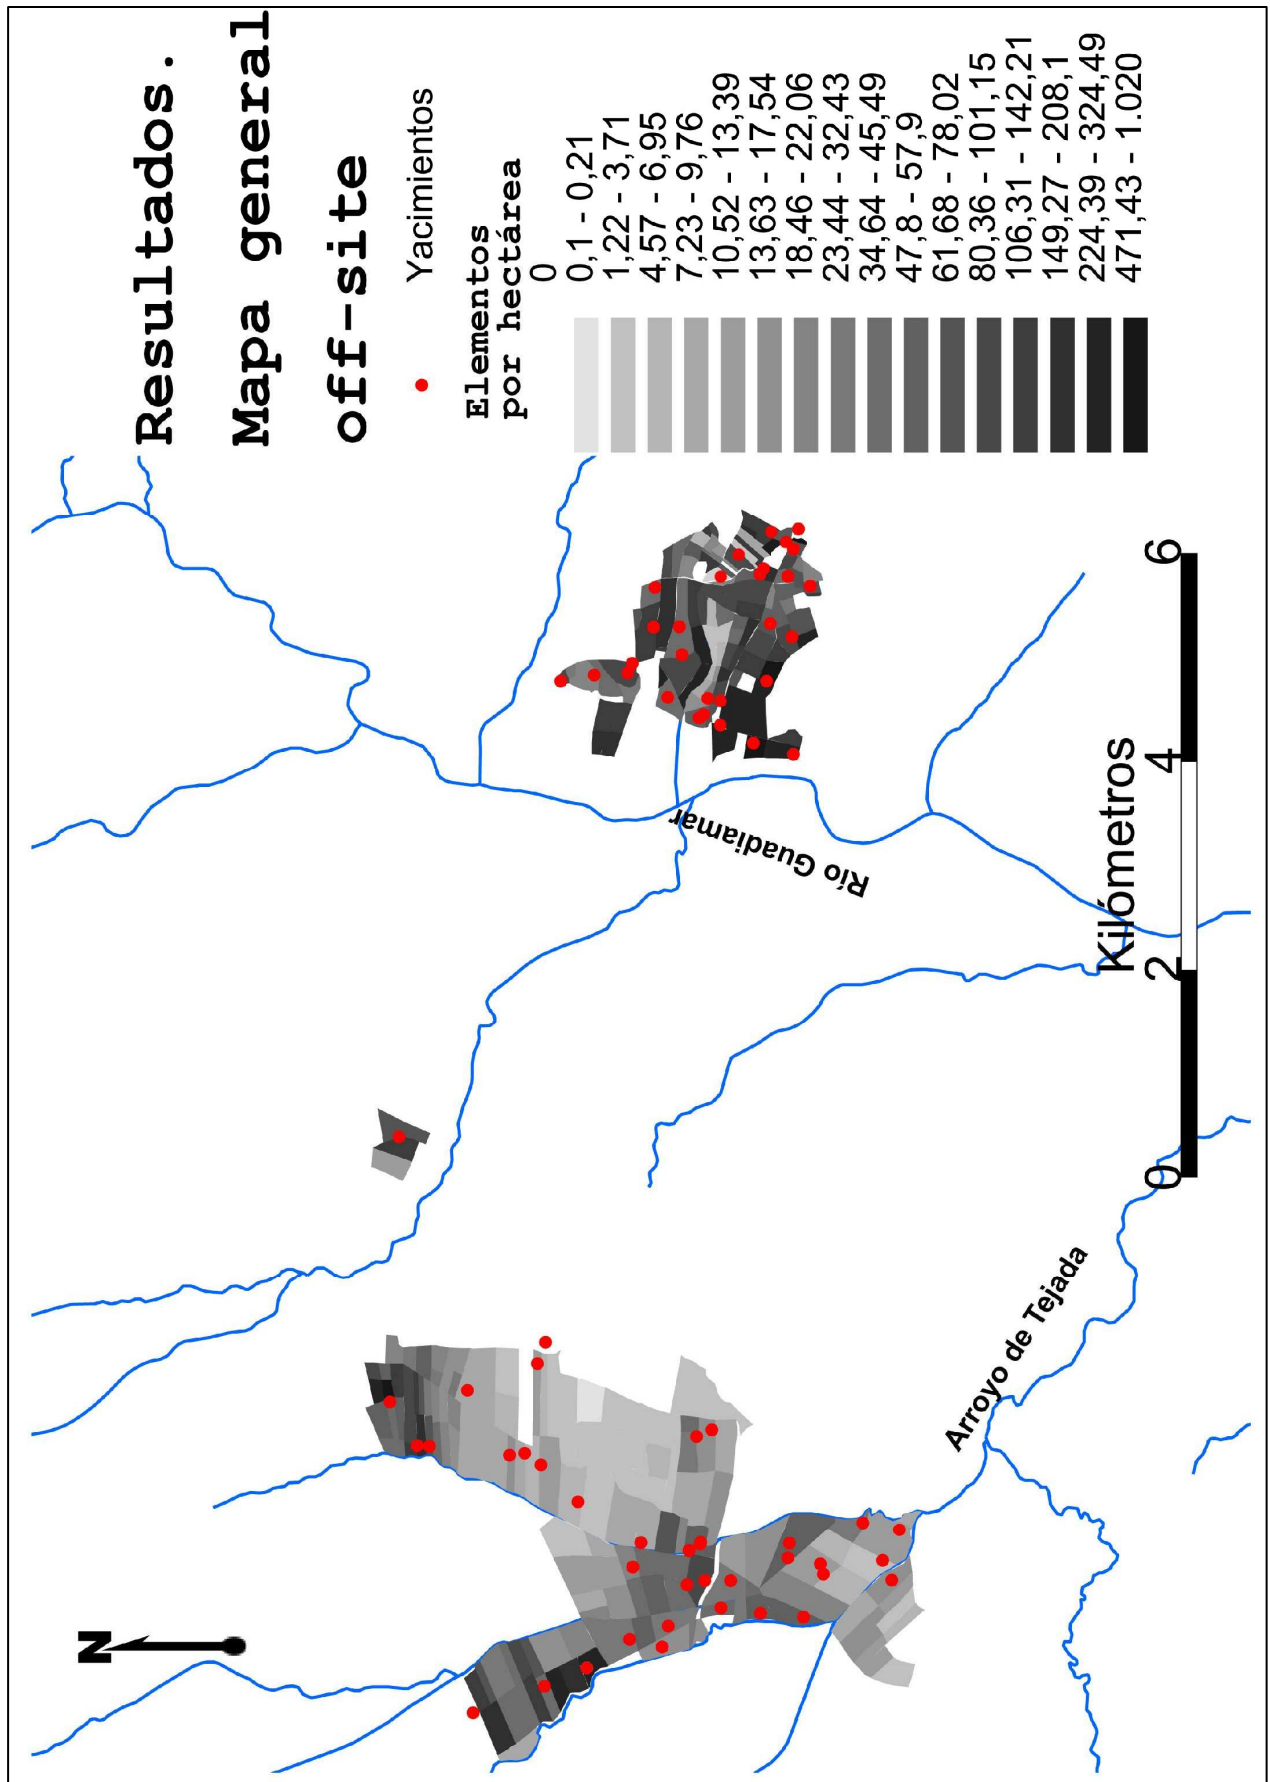 Resultados.
Mapa general
off-site
Yacimientos
Elementos
por hectárea
0
0,1 - 0,21
1,22 - 3,71
4,57 - 6,95
7,23 - 9,76
10,52 - 13,39
13,63 - 17,54
18,46 - 22,06
23,44 - 32,43
34,64 - 45,49
47,8 - 57,9
61,68 - 78,02
80,36 - 101,15
106,31 - 142,21
149,27 - 208,1
224,39 - 324,49
471,43 - 1.020
N
Río Guadiamar
Arroyo de Tejada
Kilómetros
0 2 4 6